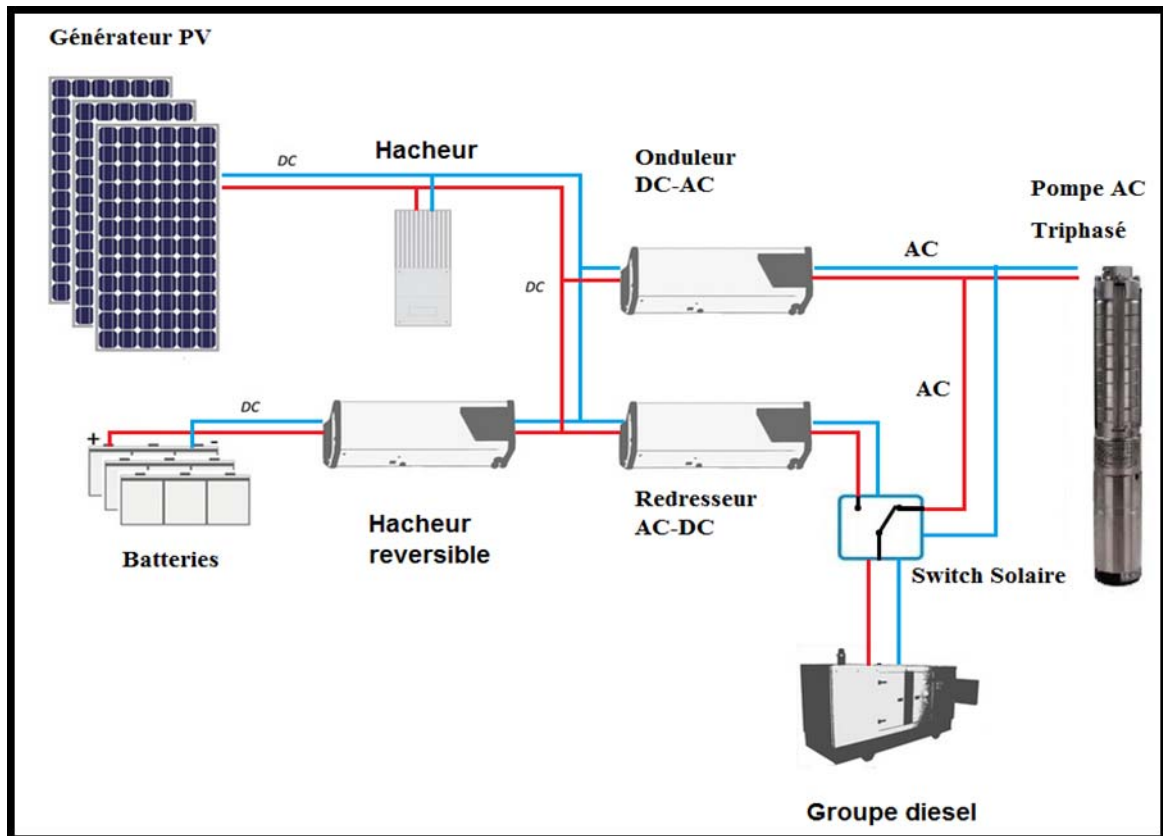 Générateur PV
DC
Hacheur
Onduleur
DC-AC
Pompe AC
Triphasé
AC
DC
AC
DC
+
-
Batteries
Hacheur
reversible
Redresseur
AC-DC
Switch Solaire
Groupe diesel